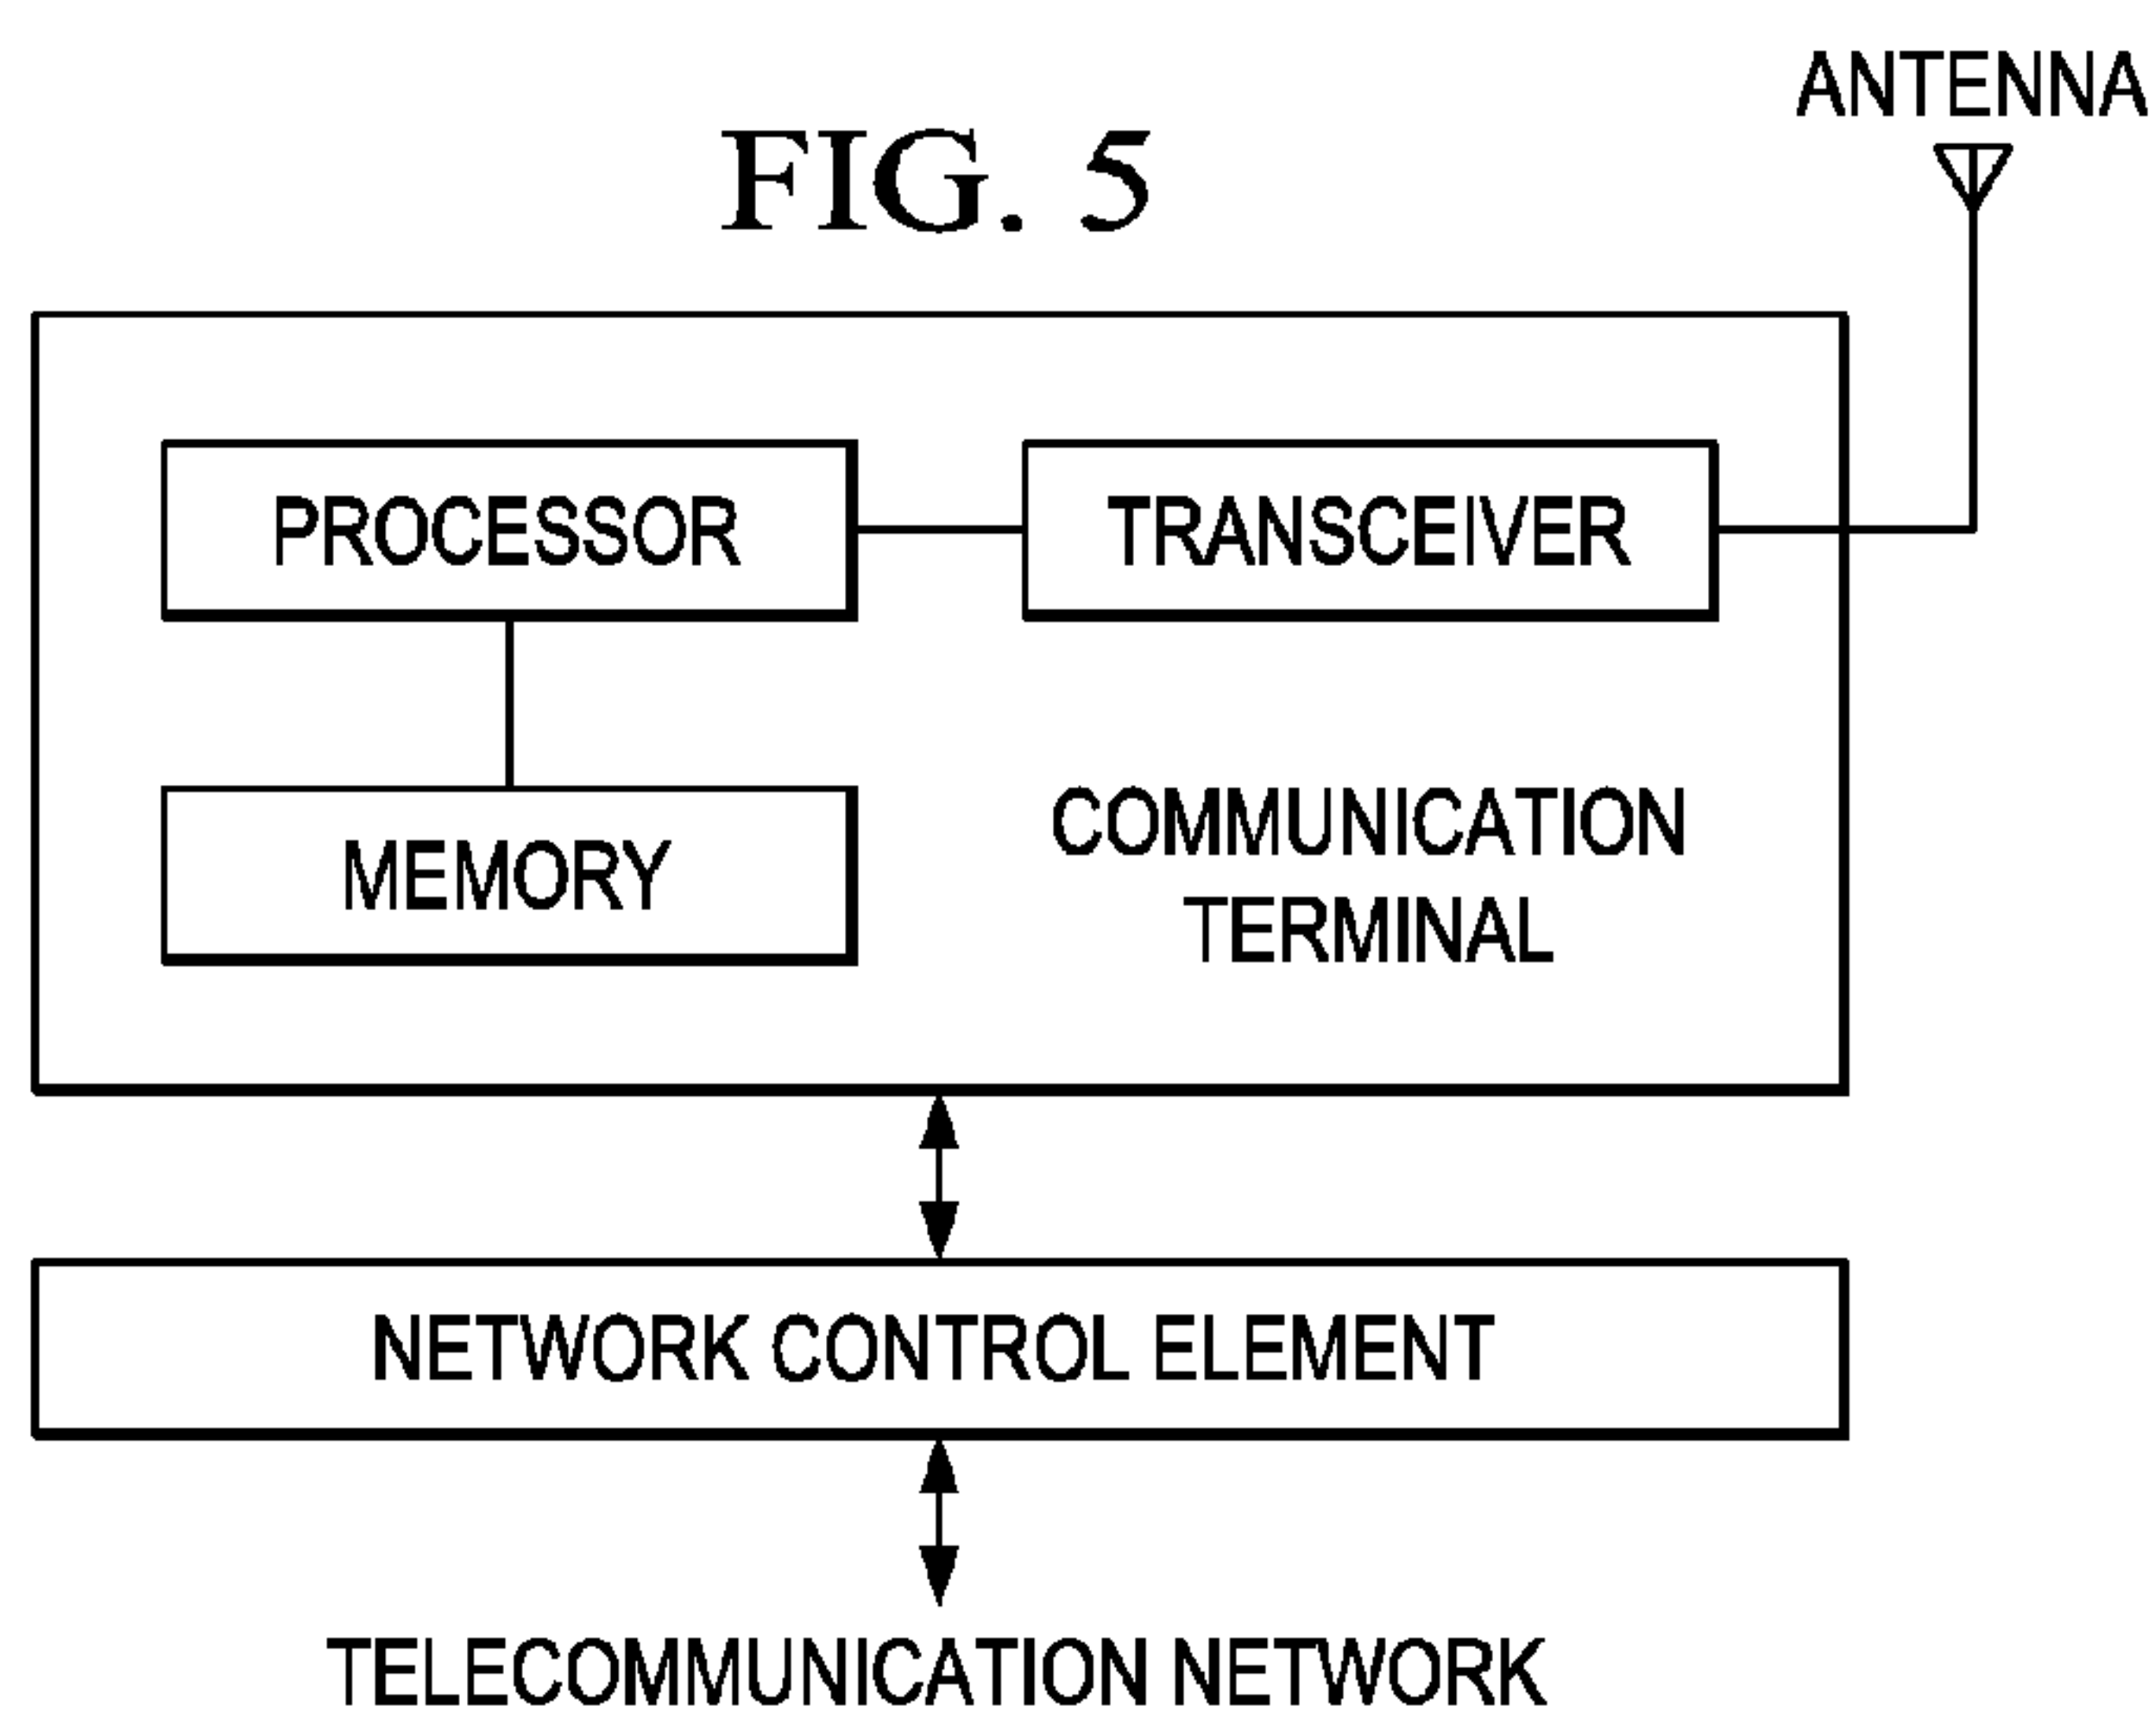 ANTENNA
FIG. 5
PROCESSOR
TRANSCEIVER
MEMORY
COMMUNICATION
TERMINAL
NETWORK CONTROL ELEMENT
TELECOMMUNICATION NETWORK